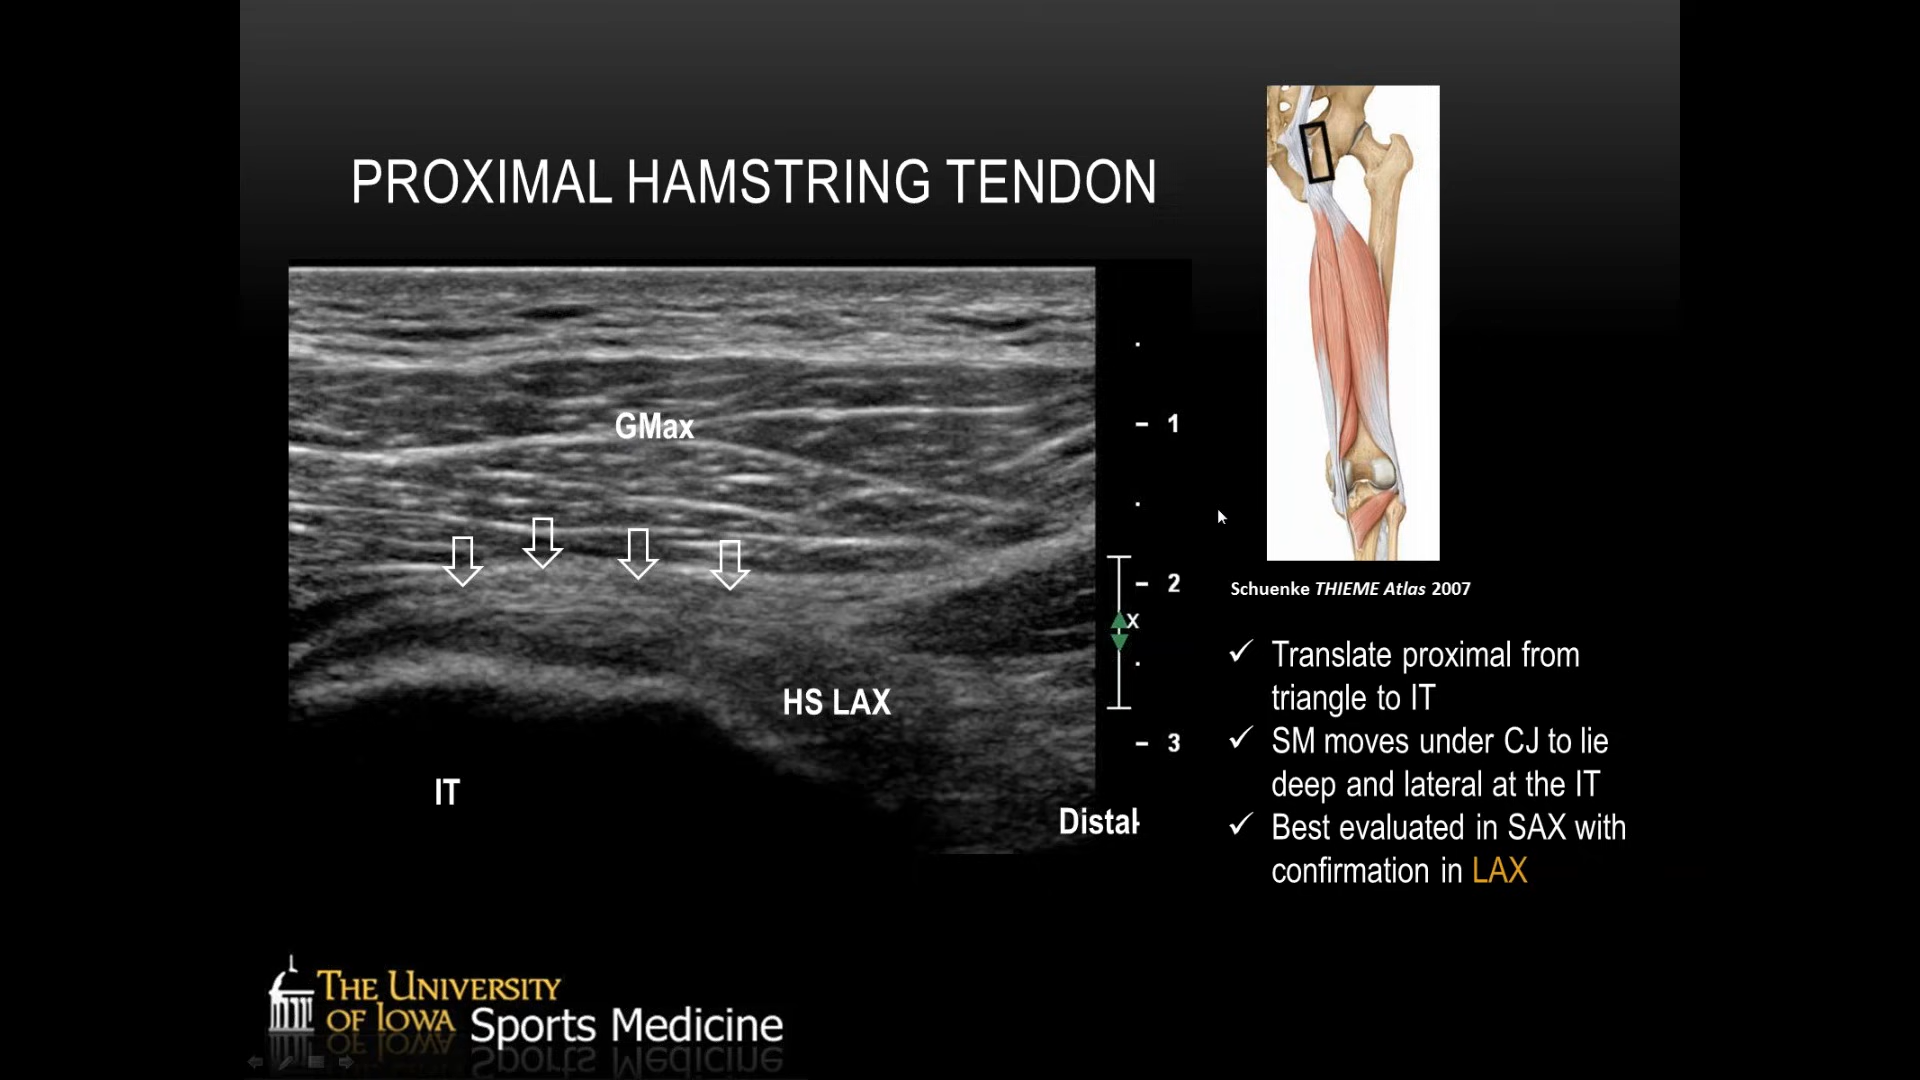 PROXIMAL HAMSTRING TENDON
GMax
1
2
x
3
HS LAX
IT
Distal
Schuenke THIEME Atlas 2007
✓ Translate proximal from
triangle to IT
✓ SM moves under CJ to lie
deep and lateral at the IT
✓ Best evaluated in SAX with
confirmation in LAX
THE UNIVERSITY
OF IOWA Sports Medicine